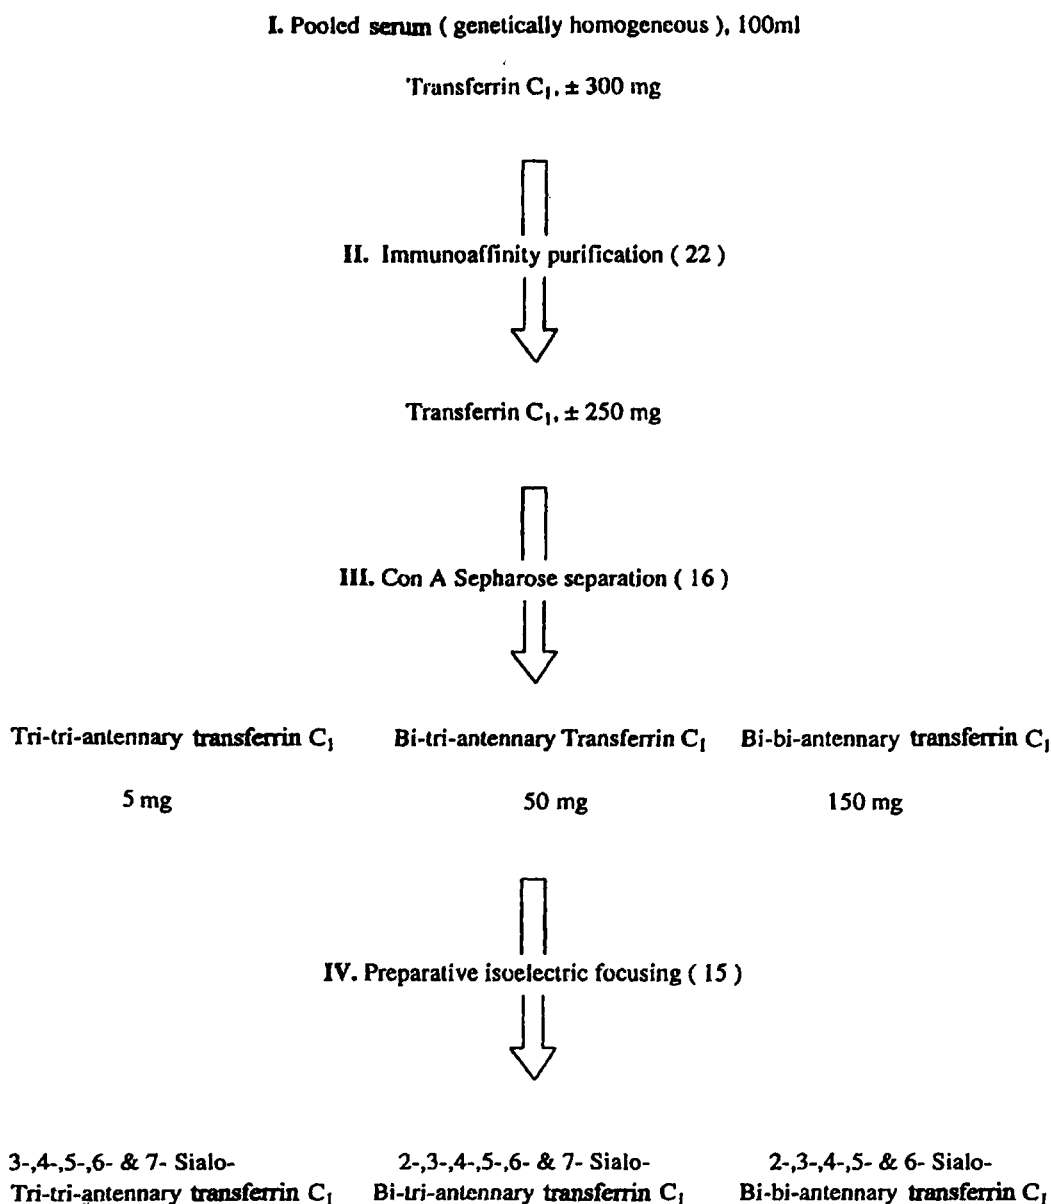 I. Pooled serum ( genetically homogeneous ), 100ml
Transferrin C₁, ± 300 mg
II. Immunoaffinity purification ( 22 )
Transferrin C₁, ± 250 mg
III. Con A Sepharose separation ( 16 )
Tri-tri-antennary transferrin C₁ Bi-tri-antennary Transferrin C₁ Bi-bi-antennary transferrin C₁
5 mg 50 mg 150 mg
IV. Preparative isoelectric focusing ( 15 )
3-,4-,5-,6- & 7- Sialo- 2-,3-,4-,5-,6- & 7- Sialo- 2-,3-,4-,5- & 6- Sialo-
Tri-tri-antennary transferrin C₁ Bi-tri-antennary transferrin C₁ Bi-bi-antennary transferrin C₁